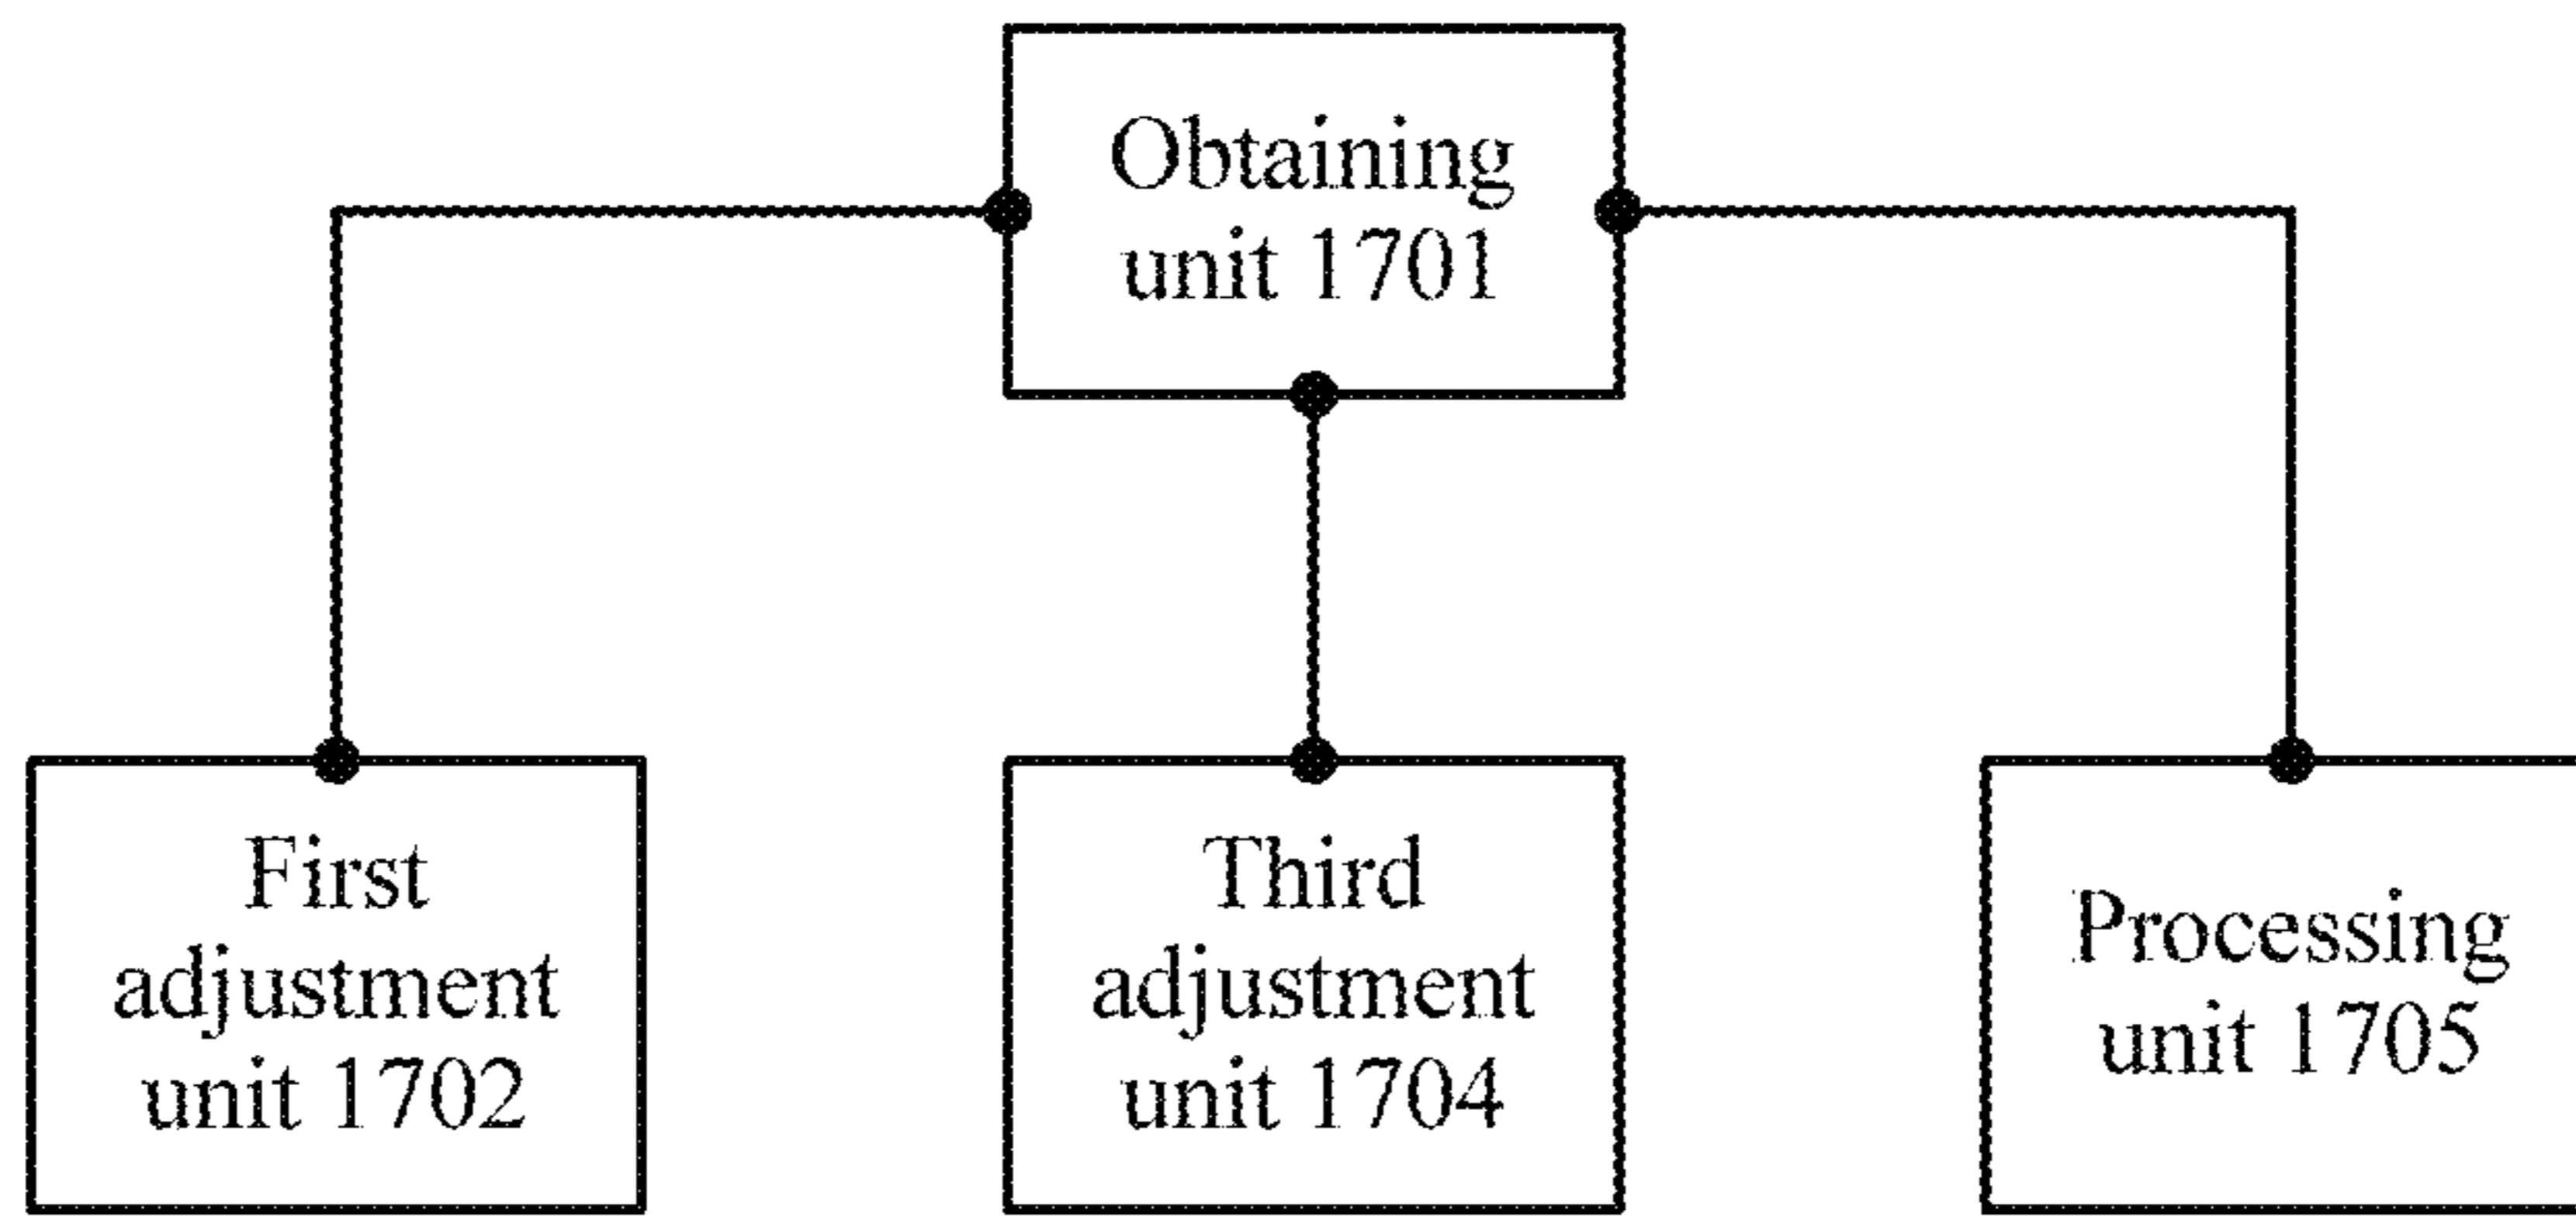 Obtaining
unit 1701
First
adjustment
unit 1702
Third
adjustment
unit 1704
Processing
unit 1705